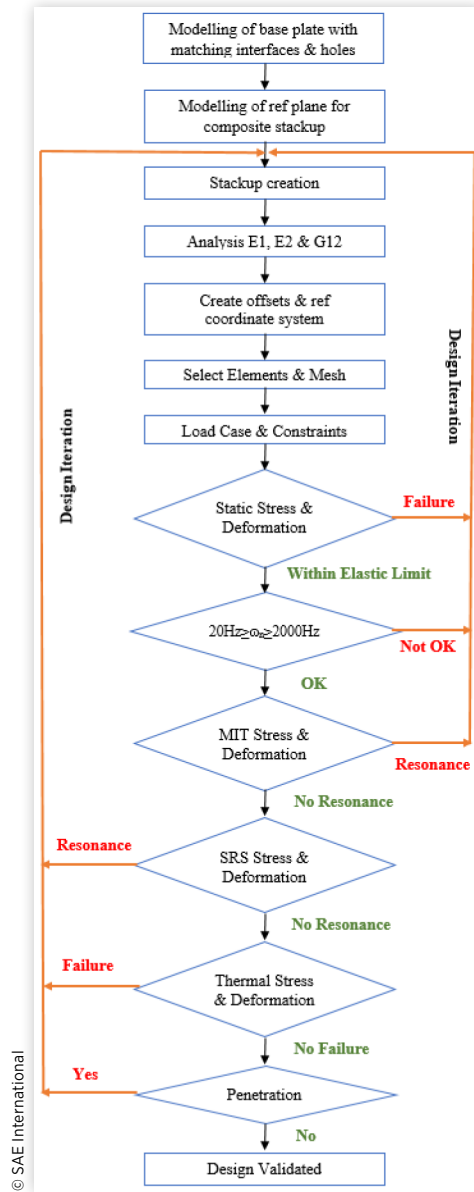 Modelling of base plate with
matching interfaces & holes
Modelling of ref plane for
composite stackup
Stackup creation
Analysis E1, E2 & G12
Create offsets & ref
coordinate system
Select Elements & Mesh
Load Case & Constraints
Design Iteration
Design Iteration
Static Stress &
Deformation
Failure
Within Elastic Limit
20Hz≥ωn≥2000Hz
Not OK
OK
MIT Stress &
Deformation
Resonance
No Resonance
SRS Stress &
Deformation
Resonance
No Resonance
Thermal Stress
& Deformation
Failure
No Failure
Penetration
Yes
No
Design Validated
© SAE International